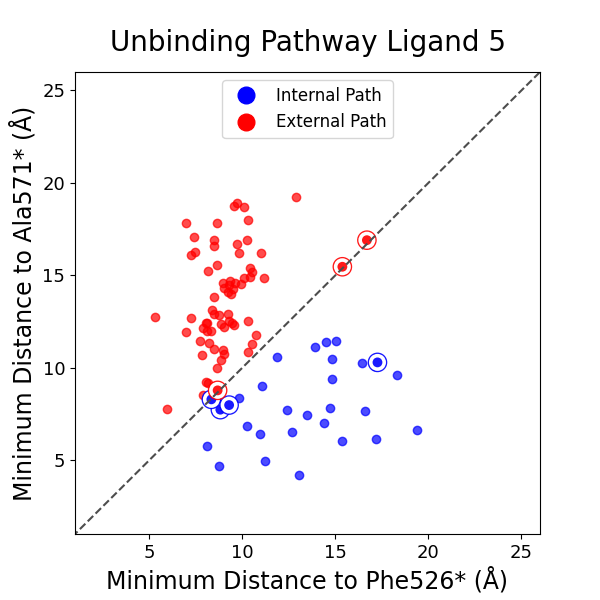 Unbinding Pathway Ligand 5
Internal Path
External Path
Minimum Distance to Ala571* (Å)
25
20
15
10
5
5 10 15 20 25
Minimum Distance to Phe526* (Å)